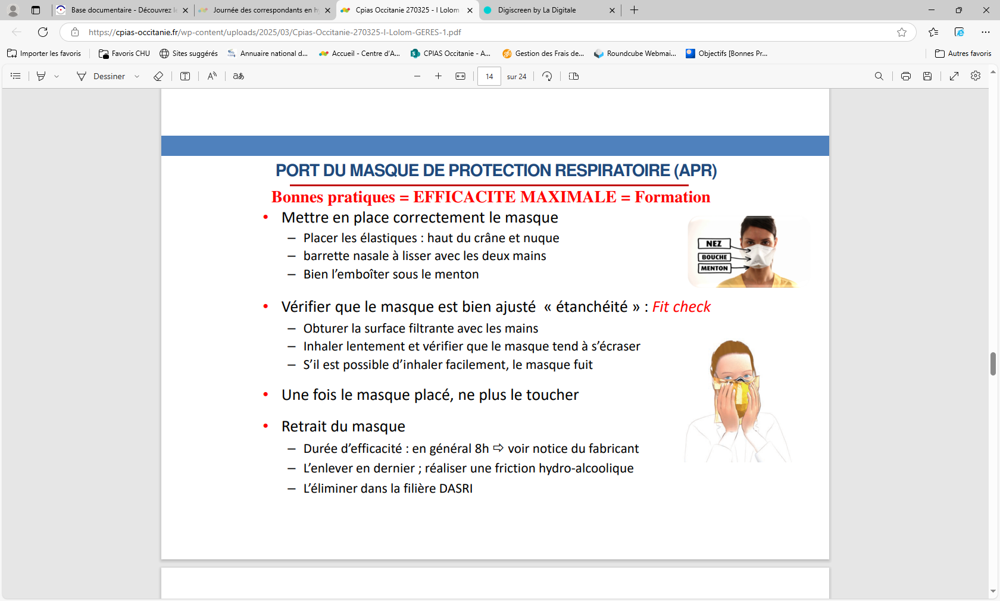 Base documentaire - Découvrez le
Journée des correspondants en hy
Cpias Occitanie 270325 - I Lolom
Digiscreen by La Digitale
https://cpias-occitanie.fr/wp-content/uploads/2025/03/Cpias-Occitanie-270325-I-Lolom-GERES-1.pdf
Importer les favoris
Favoris CHU
Sites suggérés
Annuaire national d...
Accueil - Centre d'A...
CPIAS Occitanie - A...
Gestion des Frais de...
Roundcube Webmai...
Objectifs [Bonnes Pr...
Autres favoris
Dessiner
14 sur 24
PORT DU MASQUE DE PROTECTION RESPIRATOIRE (APR)
Bonnes pratiques = EFFICACITE MAXIMALE = Formation
• Mettre en place correctement le masque
– Placer les élastiques : haut du crâne et nuque
– barrette nasale à lisser avec les deux mains
– Bien l’emboîter sous le menton
NEZ
BOUCHE
MENTON
• Vérifier que le masque est bien ajusté « étanchéité » : Fit check
– Obturer la surface filtrante avec les mains
– Inhaler lentement et vérifier que le masque tend à s’écraser
– S’il est possible d’inhaler facilement, le masque fuit
• Une fois le masque placé, ne plus le toucher
• Retrait du masque
– Durée d’efficacité : en général 8h ⇨ voir notice du fabricant
– L’enlever en dernier ; réaliser une friction hydro-alcoolique
– L’éliminer dans la filière DASRI